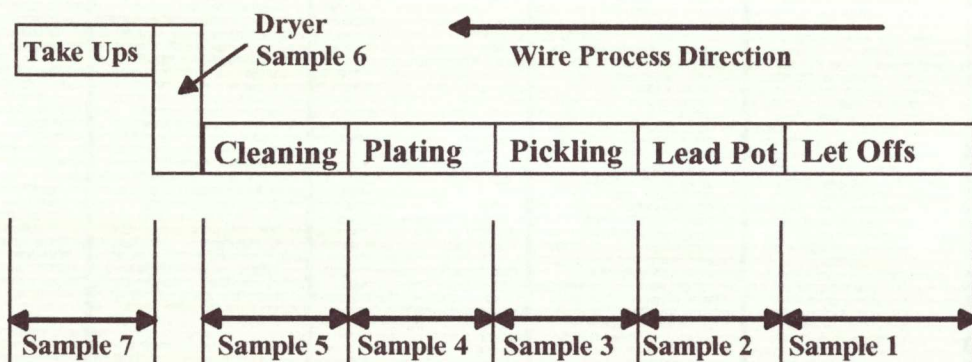 Dryer
Sample 6
Wire Process Direction
Take Ups
Cleaning
Plating
Pickling
Lead Pot
Let Offs
Sample 7
Sample 5
Sample 4
Sample 3
Sample 2
Sample 1